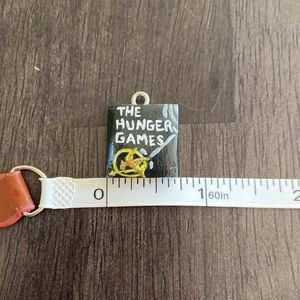 THE
HUNGER
GAMES
0 1 60in 2